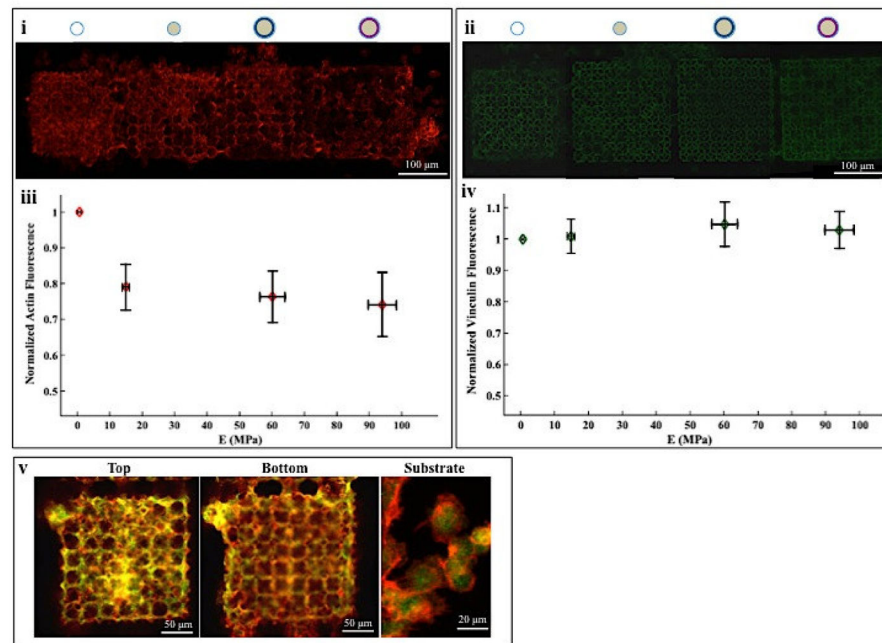 i
100 µm
ii
100 µm
iii
Normalized Actin Fluorescence
1
0.9
0.8
0.7
0.6
0.5
0 10 20 30 40 50 60 70 80 90 100
E (MPa)
iv
Normalized Vinculin Fluorescence
1.1
1
0.9
0.8
0.7
0.6
0.5
0 10 20 30 40 50 60 70 80 90 100
E (MPa)
v
Top Bottom Substrate
50 µm 50 µm 20 µm